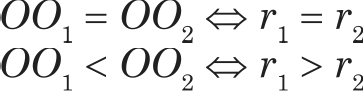 OO₁ = OO₂ ⇔ r₁ = r₂
OO₁ < OO₂ ⇔ r₁ > r₂